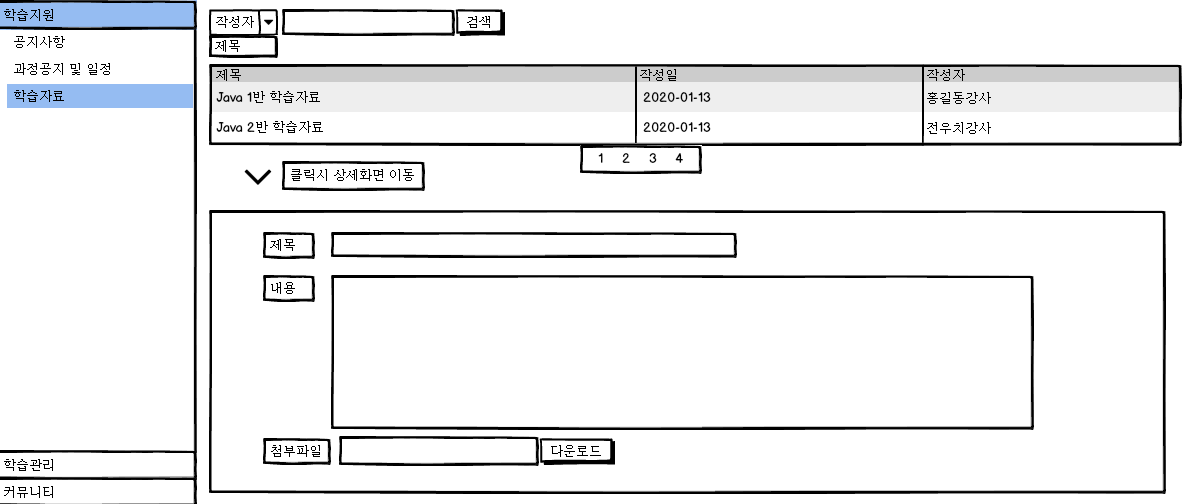 학습지원
공지사항
과정공지 및 일정
학습자료
학습관리
커뮤니티
작성자 검색
제목
제목 작성일 작성자
Java 1반 학습자료 2020-01-13 홍길동강사
Java 2반 학습자료 2020-01-13 전우치강사
1 2 3 4
클릭시 상세화면 이동
제목
내용
첨부파일 다운로드